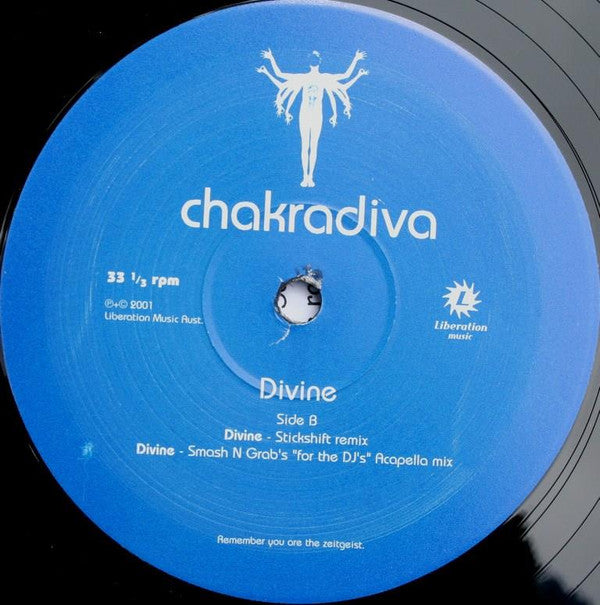 chakradiva
33 1/3 rpm
℗+© 2001
Liberation Music Aust.
L
Liberation
music
Divine
Side B
Divine - Stickshift remix
Divine - Smash N Grab's "for the DJ's" Acapella mix
Remember you are the zeitgeist.